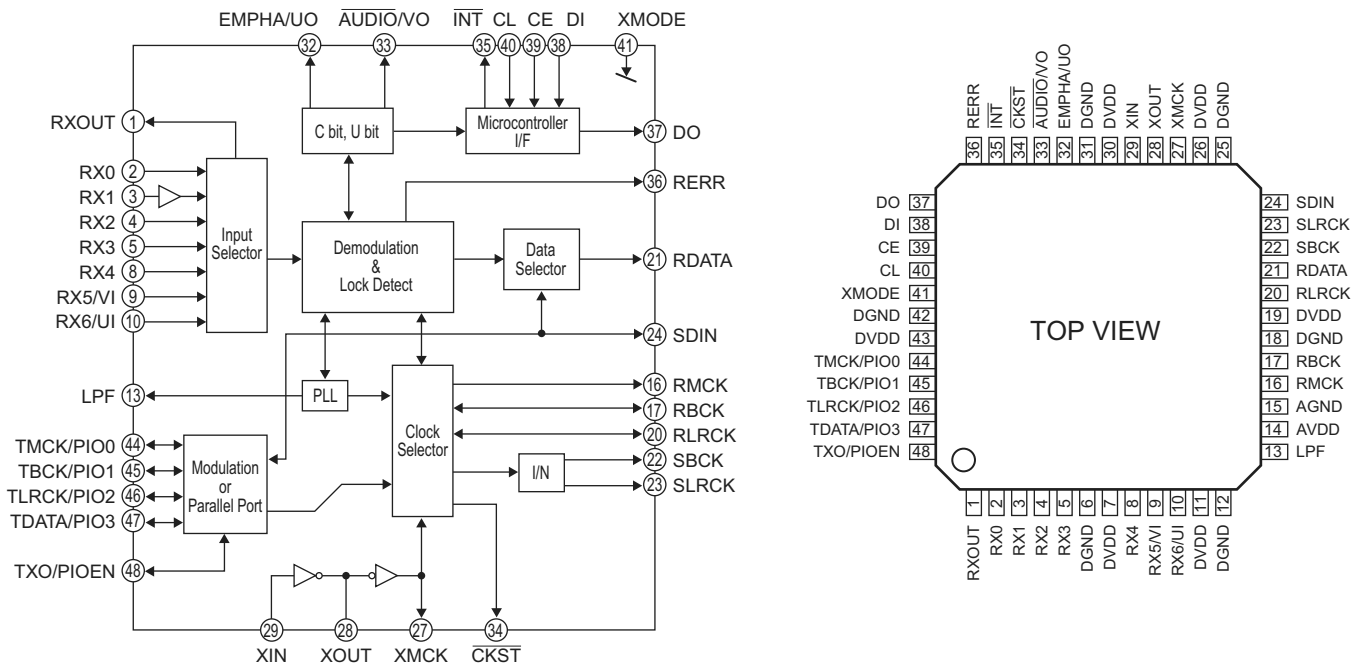 EMPHA/UO AUDIO/VO INT CL CE DI XMODE
32 33 35 40 39 38 41
RXOUT 1
C bit, U bit
Microcontroller
I/F
37 DO
RX0 2
RX1 3
RX2 4
RX3 5
RX4 8
RX5/VI 9
RX6/UI 10
Input
Selector
36 RERR
Demodulation
&
Lock Detect
Data
Selector
21 RDATA
24 SDIN
LPF 13
PLL
Clock
Selector
16 RMCK
17 RBCK
20 RLRCK
I/N
22 SBCK
23 SLRCK
TMCK/PIO0 44
TBCK/PIO1 45
TLRCK/PIO2 46
TDATA/PIO3 47
Modulation
or
Parallel Port
TXO/PIOEN 48
29 28 27 34
XIN XOUT XMCK CKST
RERR INT CKST AUDIO/VO EMPHA/UO DGND DVDD XIN XOUT XMCK DVDD DGND
36 35 34 33 32 31 30 29 28 27 26 25
DO 37
DI 38
CE 39
CL 40
XMODE 41
DGND 42
DVDD 43
TMCK/PIO0 44
TBCK/PIO1 45
TLRCK/PIO2 46
TDATA/PIO3 47
TXO/PIOEN 48
TOP VIEW
24 SDIN
23 SLRCK
22 SBCK
21 RDATA
20 RLRCK
19 DVDD
18 DGND
17 RBCK
16 RMCK
15 AGND
14 AVDD
13 LPF
1 2 3 4 5 6 7 8 9 10 11 12
RXOUT RX0 RX1 RX2 RX3 DGND DVDD RX4 RX5/VI RX6/UI DVDD DGND